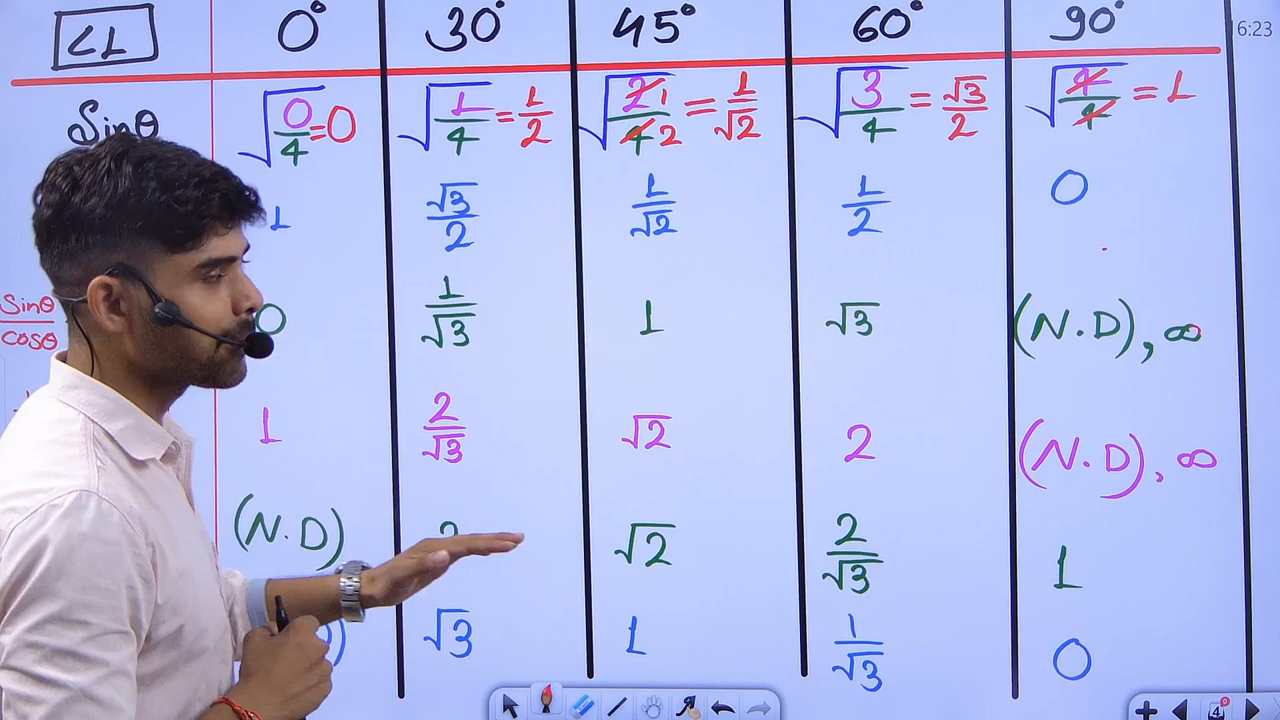 ∠L 0° 30° 45° 60° 90° 6:23
Sinθ √0/4=0 √1/4=1/2 √21/42=1/√2 √3/4=√3/2 √4/4=1
1 √3/2 1/√2 1/2 0
Sinθ/cosθ 0 1/√3 1 √3 (N.D), ∞
1 2/√3 √2 2 (N.D), ∞
(N.D) 2 √2 2/√3 1
) √3 1 1/√3 0
4